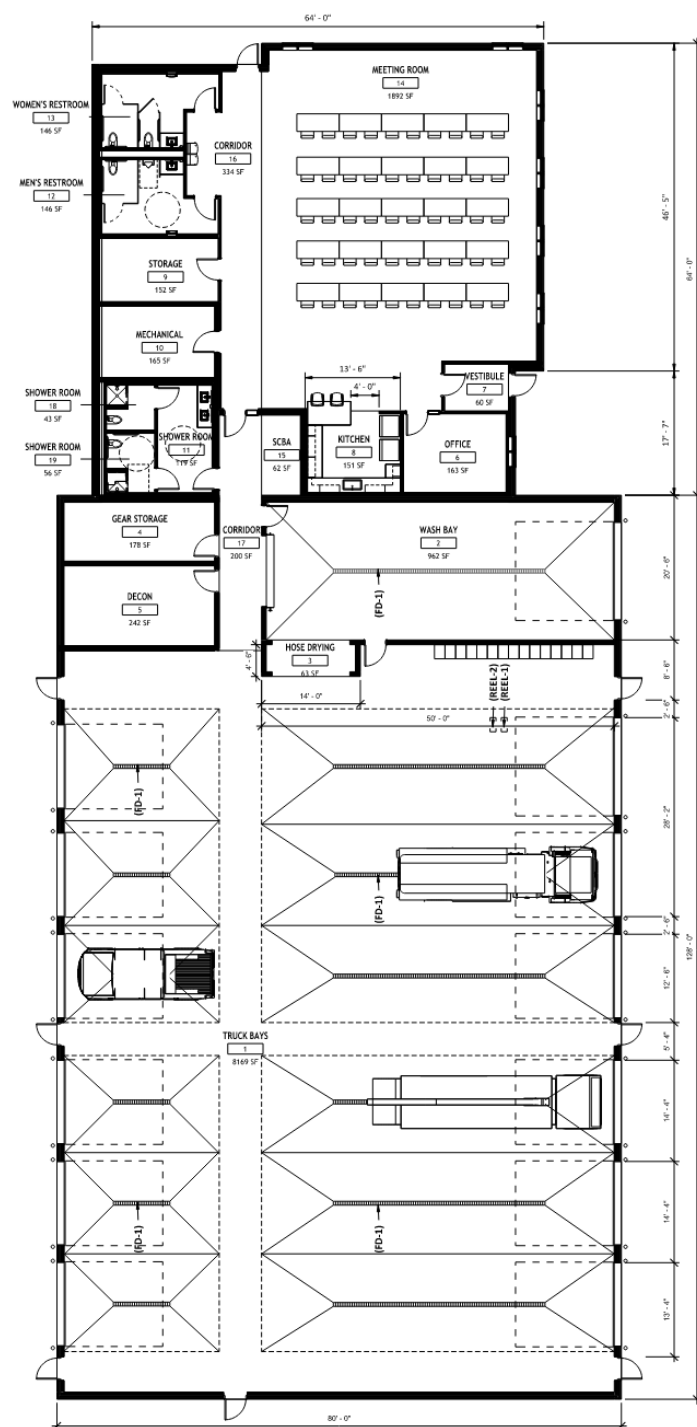 64' - 0"
MEETING ROOM
14
1892 SF
WOMEN'S RESTROOM
13
146 SF
CORRIDOR
16
334 SF
MEN'S RESTROOM
12
146 SF
46' - 5"
64' - 0"
STORAGE
9
152 SF
MECHANICAL
10
165 SF
13' - 6"
4' - 0"
VESTIBULE
7
60 SF
SHOWER ROOM
18
43 SF
SHOWER ROOM
11
119 SF
SHOWER ROOM
19
56 SF
SCBA
15
62 SF
KITCHEN
8
151 SF
OFFICE
6
163 SF
17' - 7"
GEAR STORAGE
4
178 SF
CORRIDOR
17
200 SF
WASH BAY
2
962 SF
(FD-1)
20' - 6"
DECON
5
242 SF
HOSE DRYING
3
63 SF
4' - 6"
14' - 0"
(REEL-2)
(REEL-1)
8' - 6"
2' - 6"
50' - 0"
(FD-1)
28' - 2"
(FD-1)
2' - 6"
128' - 0"
12' - 6"
TRUCK BAYS
1
8169 SF
5' - 4"
14' - 4"
(FD-1)
(FD-1)
14' - 4"
13' - 4"
80' - 0"